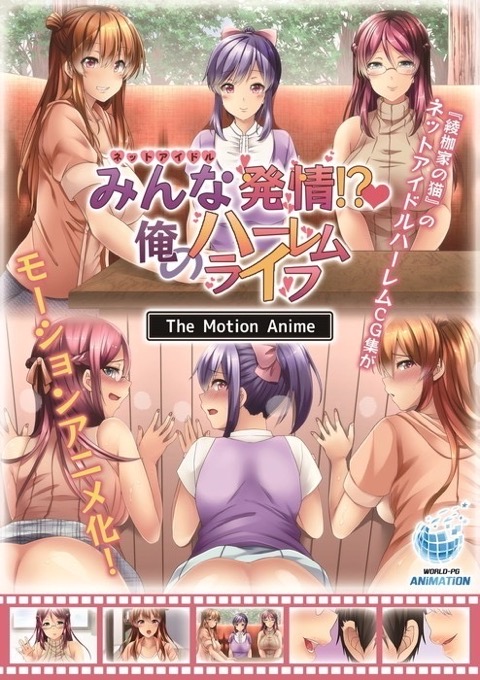 ネットアイドル
みんな発情!?
俺のハーレム
ライフ
The Motion Anime
『綾枷家の猫』の
ネットアイドルハーレムCG集が
モーションアニメ化!
WORLD-PG
ANiMATION